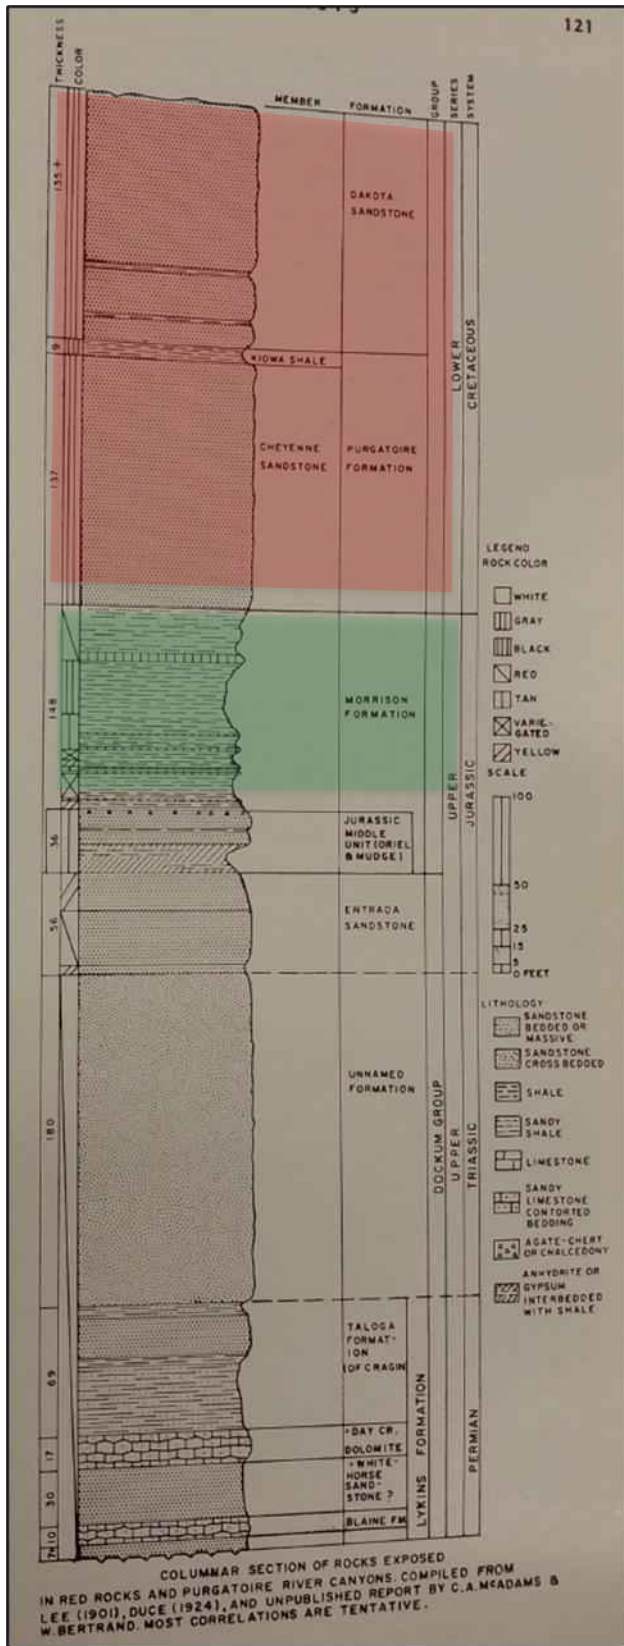 121
THICKNESS
COLOR
MEMBER
FORMATION
GROUP
SERIES
SYSTEM
135+
DAKOTA
SANDSTONE
9
KIOWA SHALE
LOWER
CRETACEOUS
137
CHEYENNE
SANDSTONE
PURGATOIRE
FORMATION
148
MORRISON
FORMATION
UPPER
JURASSIC
36
JURASSIC
MIDDLE
UNIT (ORIEL
& MUDGE)
56
ENTRADA
SANDSTONE
180
UNNAMED
FORMATION
DOCKUM GROUP
UPPER
TRIASSIC
69
TALOGA
FORMAT-
ION
(OF CRAGIN)
LYKINS FORMATION
PERMIAN
17
DAY CR.
DOLOMITE
30
WHITE-
HORSE
SAND-
STONE ?
10
BLAINE FM.
LEGEND
ROCK COLOR
WHITE
GRAY
BLACK
RED
TAN
VARIE-
GATED
YELLOW
SCALE
100
50
25
15
5
0 FEET
LITHOLOGY
SANDSTONE
BEDDED OR
MASSIVE
SANDSTONE
CROSS BEDDED
SHALE
SANDY
SHALE
LIMESTONE
SANDY
LIMESTONE
CONTORTED
BEDDING
AGATE-CHERT
OR CHALCEDONY
ANHYDRITE OR
GYPSUM
INTERBEDDED
WITH SHALE
COLUMMAR SECTION OF ROCKS EXPOSED
IN RED ROCKS AND PURGATOIRE RIVER CANYONS. COMPILED FROM
LEE (1901), DUCE (1924), AND UNPUBLISHED REPORT BY C.A. McADAMS &
W. BERTRAND. MOST CORRELATIONS ARE TENTATIVE.